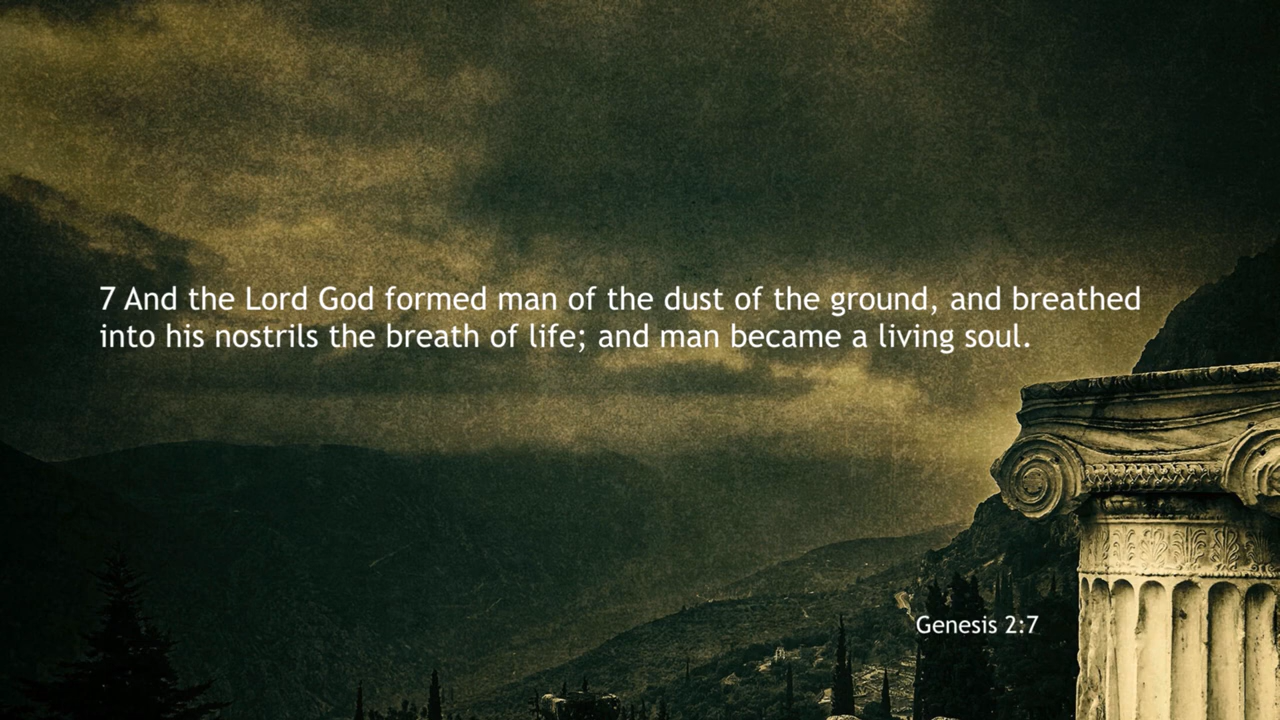 7 And the Lord God formed man of the dust of the ground, and breathed
into his nostrils the breath of life; and man became a living soul.
Genesis 2:7